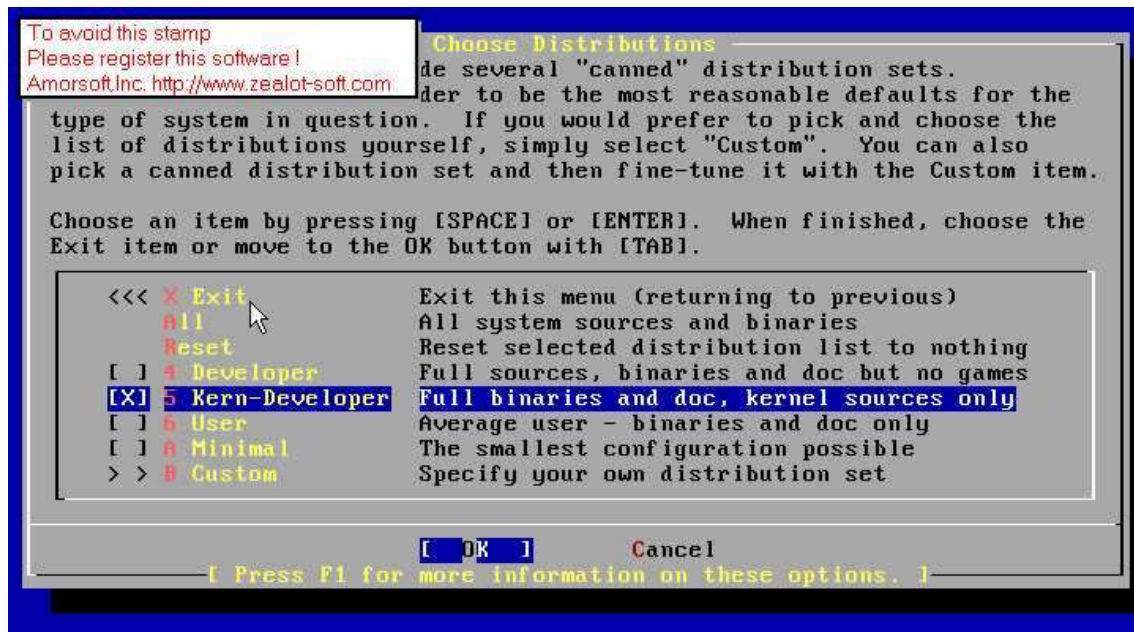 To avoid this stamp
Please register this software !
Amorsoft,Inc. http://www.zealot-soft.com
Choose Distributions
de several "canned" distribution sets.
der to be the most reasonable defaults for the
type of system in question.  If you would prefer to pick and choose the
list of distributions yourself, simply select "Custom".  You can also
pick a canned distribution set and then fine-tune it with the Custom item.
Choose an item by pressing [SPACE] or [ENTER].  When finished, choose the
Exit item or move to the OK button with [TAB].
<<< X Exit Exit this menu (returning to previous)
All All system sources and binaries
Reset Reset selected distribution list to nothing
[ ] 4 Developer Full sources, binaries and doc but no games
[X] 5 Kern-Developer Full binaries and doc, kernel sources only
[ ] 6 User Average user - binaries and doc only
[ ] A Minimal The smallest configuration possible
> > B Custom Specify your own distribution set
[ OK ] Cancel
[ Press F1 for more information on these options. ]